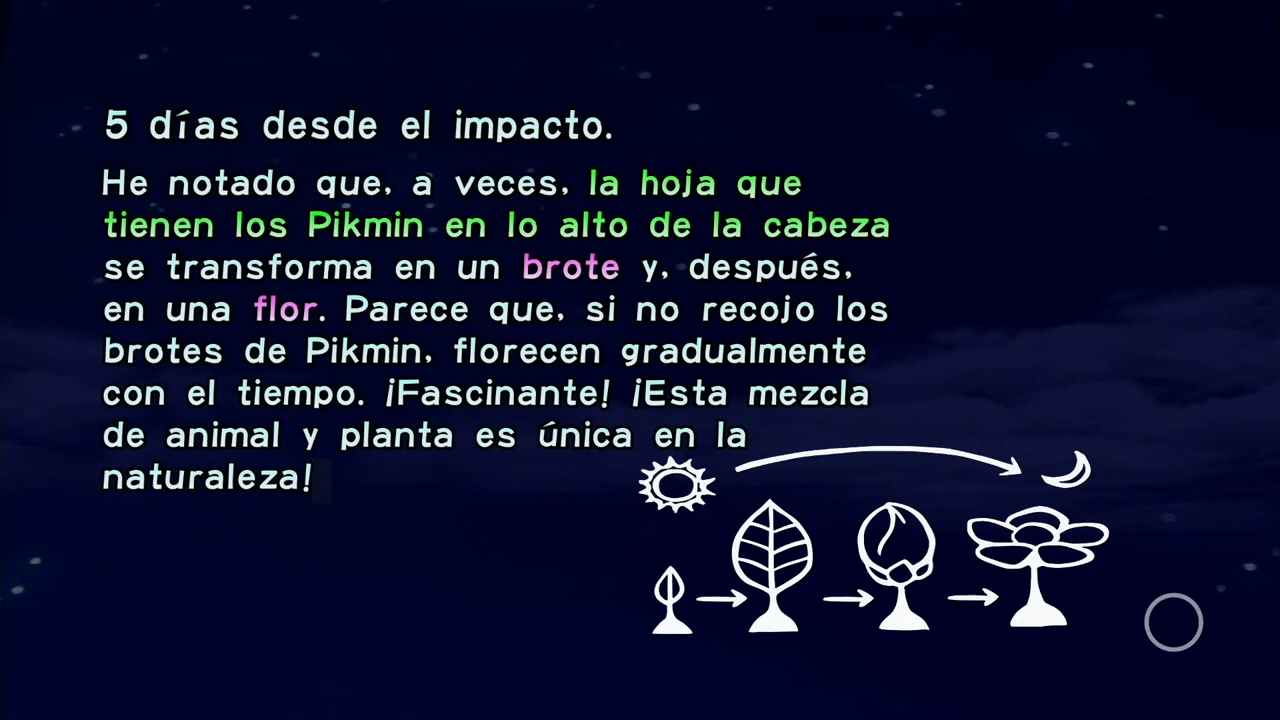 5 días desde el impacto.
He notado que, a veces, la hoja que
tienen los Pikmin en lo alto de la cabeza
se transforma en un brote y, después,
en una flor. Parece que, si no recojo los
brotes de Pikmin, florecen gradualmente
con el tiempo. ¡Fascinante! ¡Esta mezcla
de animal y planta es única en la
naturaleza!